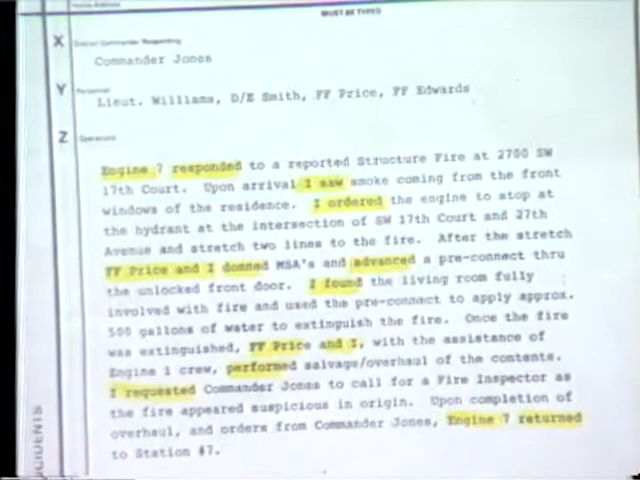 MUST BE TYPED
X District Commander Responding
Commander Jones
Y Personnel
Lieut. Williams, D/E Smith, FF Price, FF Edwards
Z Operations
Engine 7 responded to a reported Structure Fire at 2700 SW
17th Court. Upon arrival I saw smoke coming from the front
windows of the residence. I ordered the engine to stop at
the hydrant at the intersection of SW 17th Court and 27th
Avenue and stretch two lines to the fire. After the stretch
FF Price and I donned MSA's and advanced a pre-connect thru
the unlocked front door. I found the living room fully
involved with fire and used the pre-connect to apply approx.
500 gallons of water to extinguish the fire. Once the fire
was extinguished, FF Price and I, with the assistance of
Engine 1 crew, performed salvage/overhaul of the contents.
I requested Commander Jones to call for a Fire Inspector as
the fire appeared suspicious in origin. Upon completion of
overhaul, and orders from Commander Jones, Engine 7 returned
to Station #7.